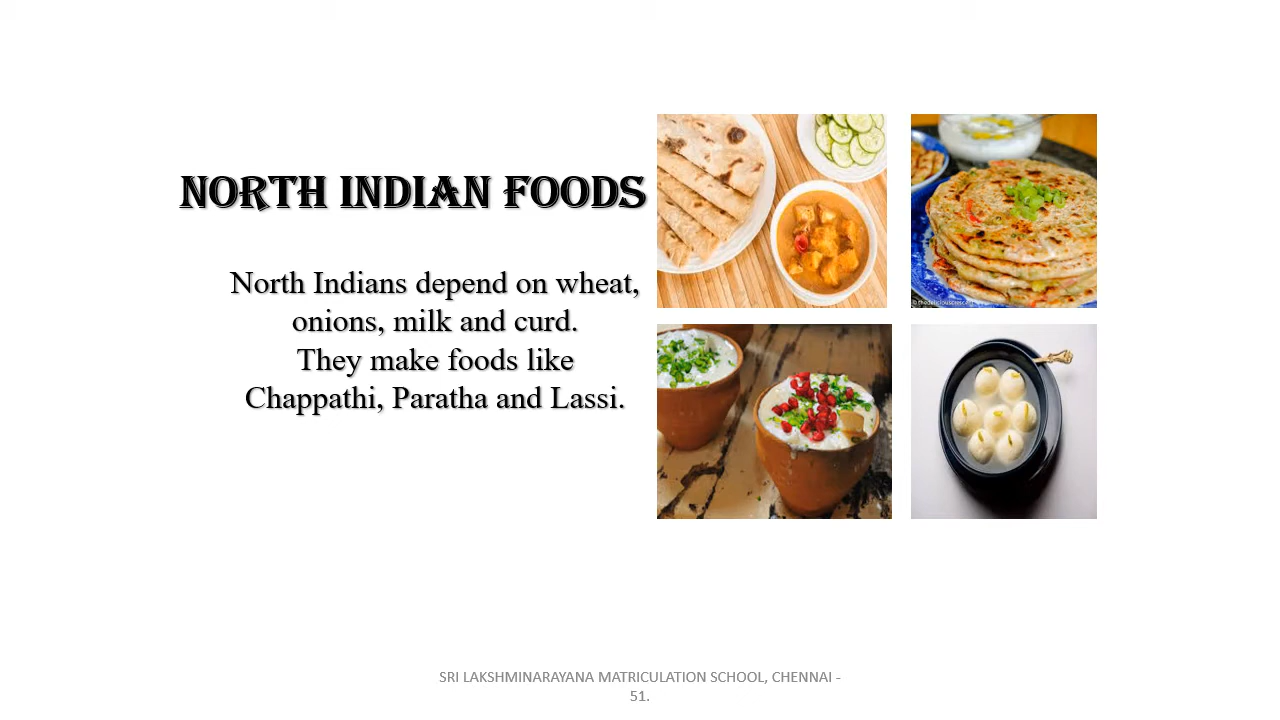 NORTH INDIAN FOODS
North Indians depend on wheat,
onions, milk and curd.
They make foods like
Chappathi, Paratha and Lassi.
SRI LAKSHMINARAYANA MATRICULATION SCHOOL, CHENNAI -
51.